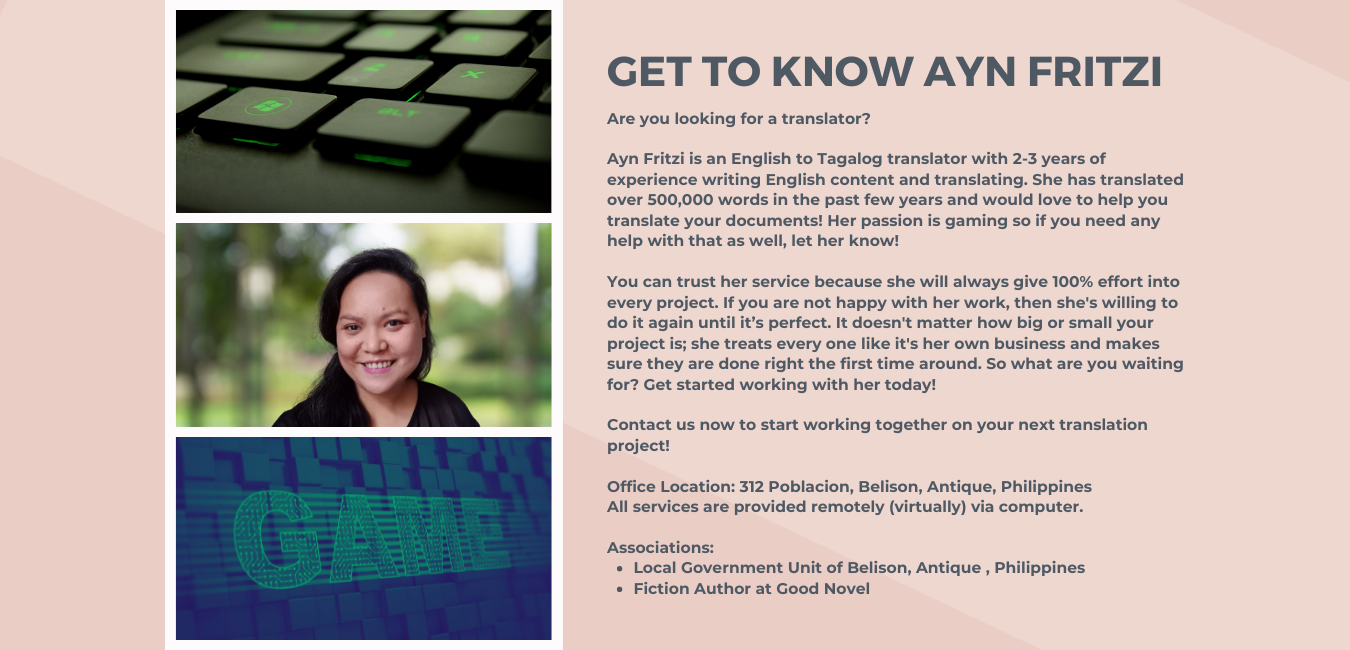 GET TO KNOW AYN FRITZI
Are you looking for a translator?
Ayn Fritzi is an English to Tagalog translator with 2-3 years of
experience writing English content and translating. She has translated
over 500,000 words in the past few years and would love to help you
translate your documents! Her passion is gaming so if you need any
help with that as well, let her know!
You can trust her service because she will always give 100% effort into
every project. If you are not happy with her work, then she's willing to
do it again until it’s perfect. It doesn't matter how big or small your
project is; she treats every one like it's her own business and makes
sure they are done right the first time around. So what are you waiting
for? Get started working with her today!
Contact us now to start working together on your next translation
project!
Office Location: 312 Poblacion, Belison, Antique, Philippines
All services are provided remotely (virtually) via computer.
Associations:
• Local Government Unit of Belison, Antique , Philippines
• Fiction Author at Good Novel
X
ALT
GAME